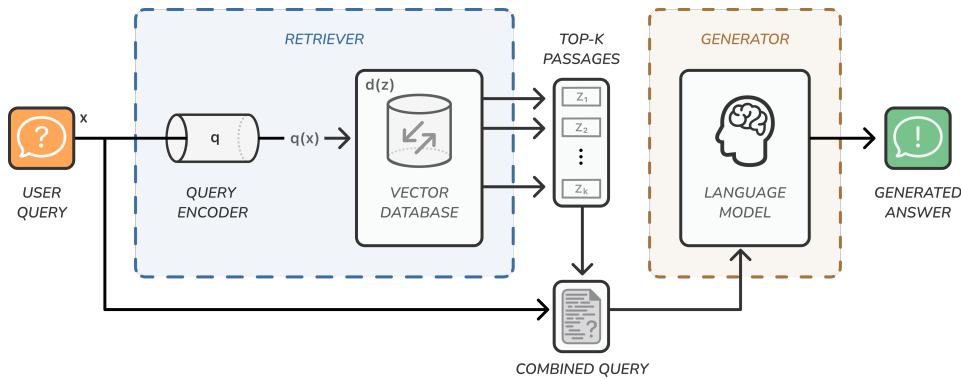 RETRIEVER
TOP-K
PASSAGES
GENERATOR
d(z)
x
z₁
z₂
zₖ
q
q(x)
?
!
USER
QUERY
QUERY
ENCODER
VECTOR
DATABASE
LANGUAGE
MODEL
GENERATED
ANSWER
?
COMBINED QUERY